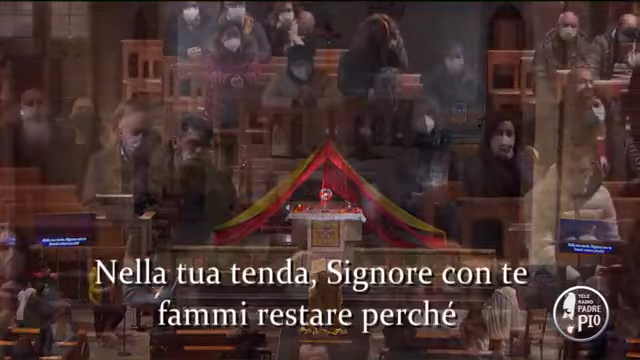 Nella tua tenda, Signore con te
fammi restare perché
TELE
RADIO
PADRE
PIO